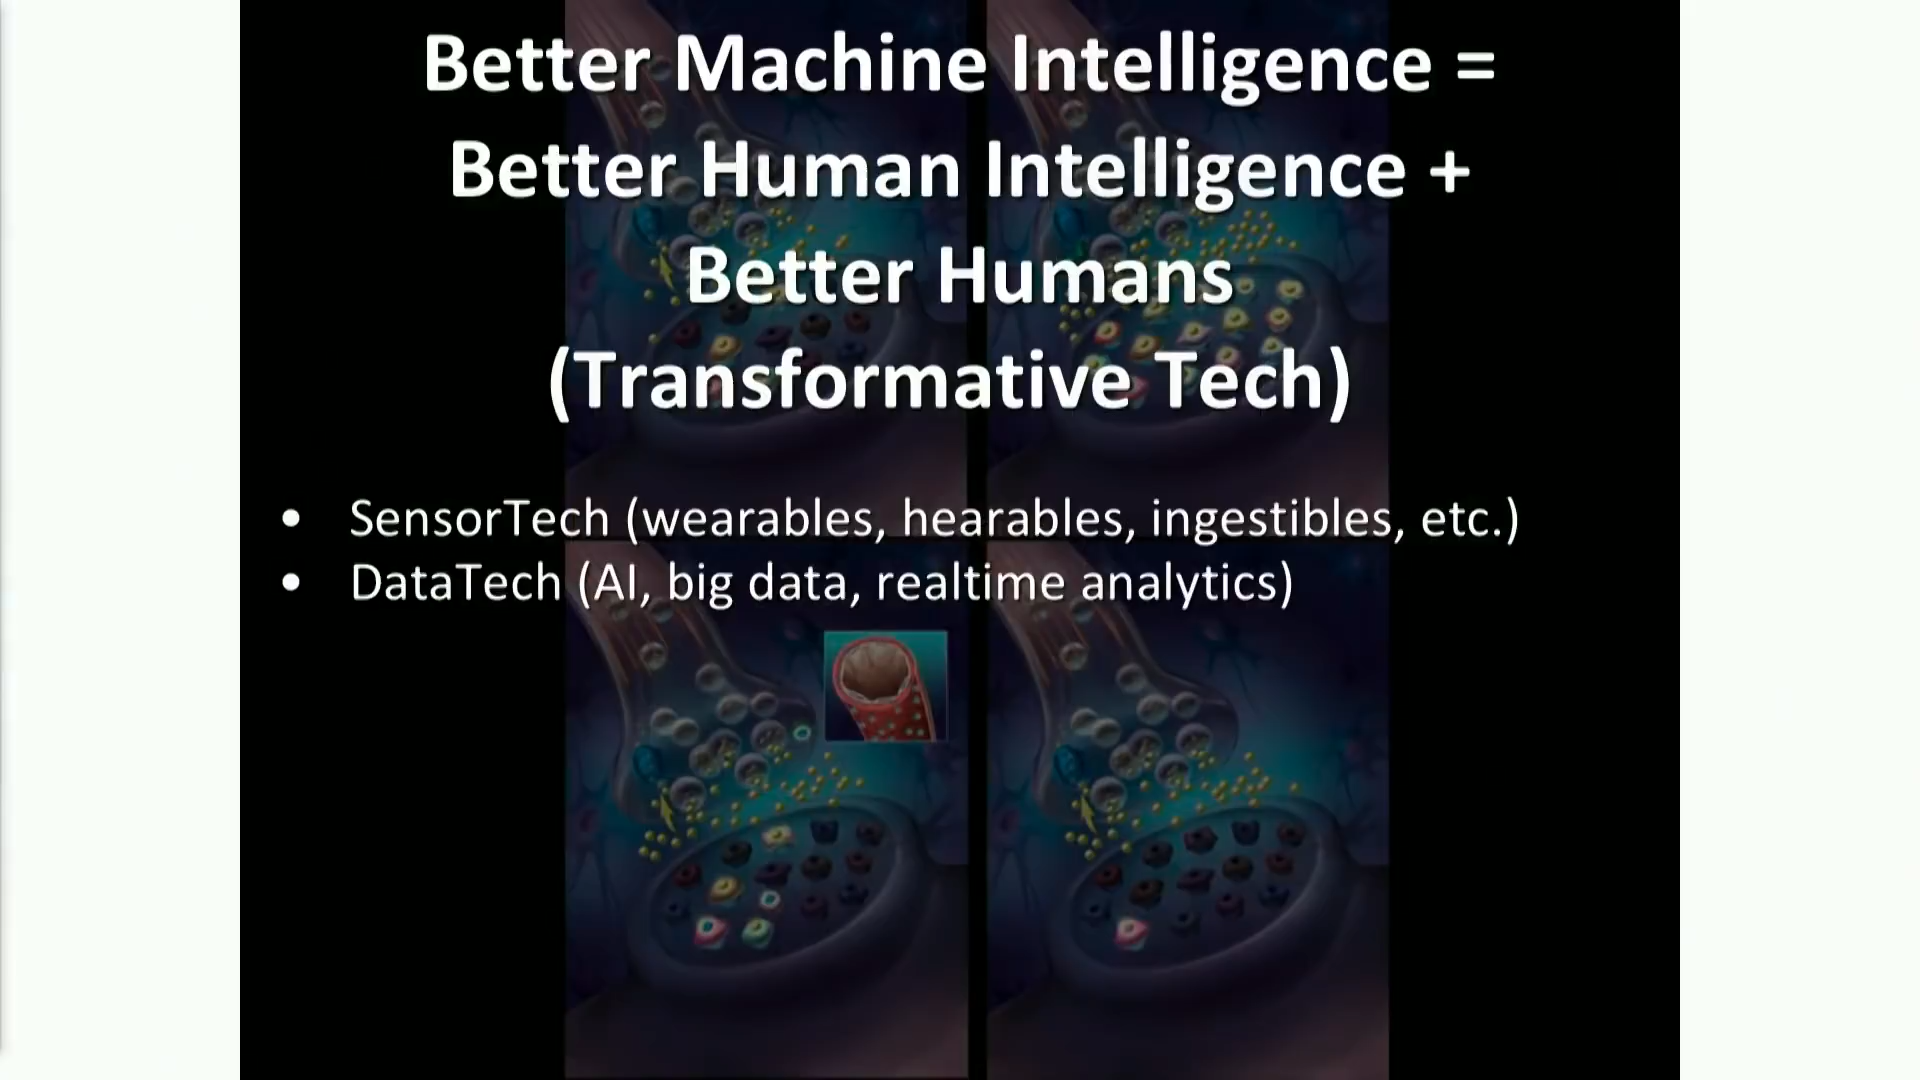 Better Machine Intelligence =
Better Human Intelligence +
Better Humans
(Transformative Tech)
• SensorTech (wearables, hearables, ingestibles, etc.)
• DataTech (AI, big data, realtime analytics)